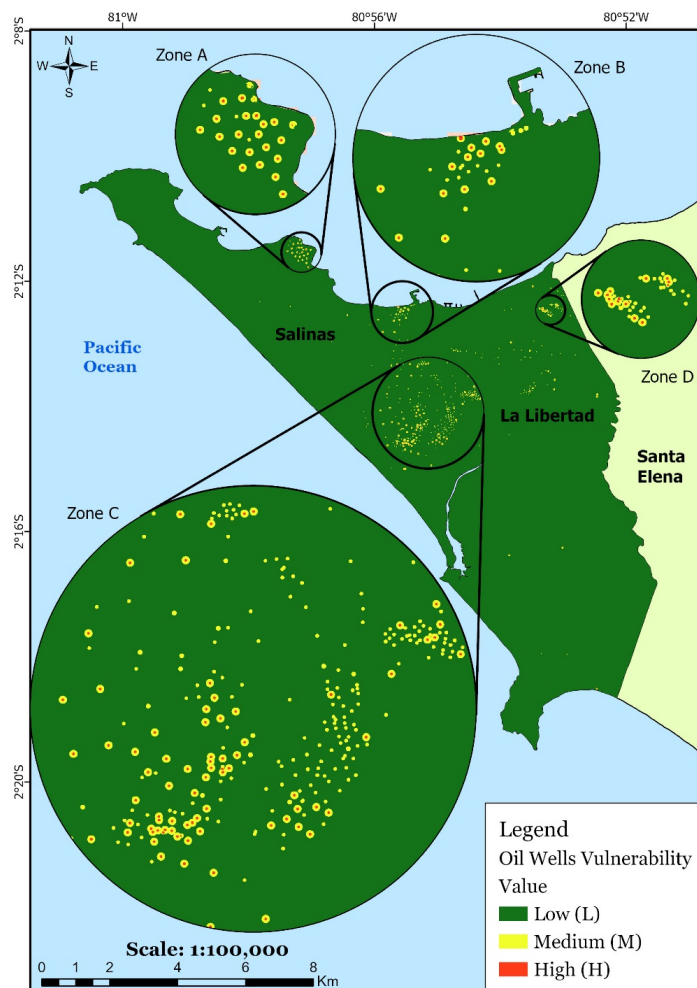 81°W
80°56'W
80°52'W
2°8'S
N
W
E
S
Zone A
Zone B
2°12'S
Salinas
Pacific
Ocean
Zone D
La Libertad
Santa
Elena
Zone C
2°16'S
2°20'S
Legend
Oil Wells Vulnerability
Value
Low (L)
Medium (M)
High (H)
Scale: 1:100,000
0 1 2 4 6 8
Km